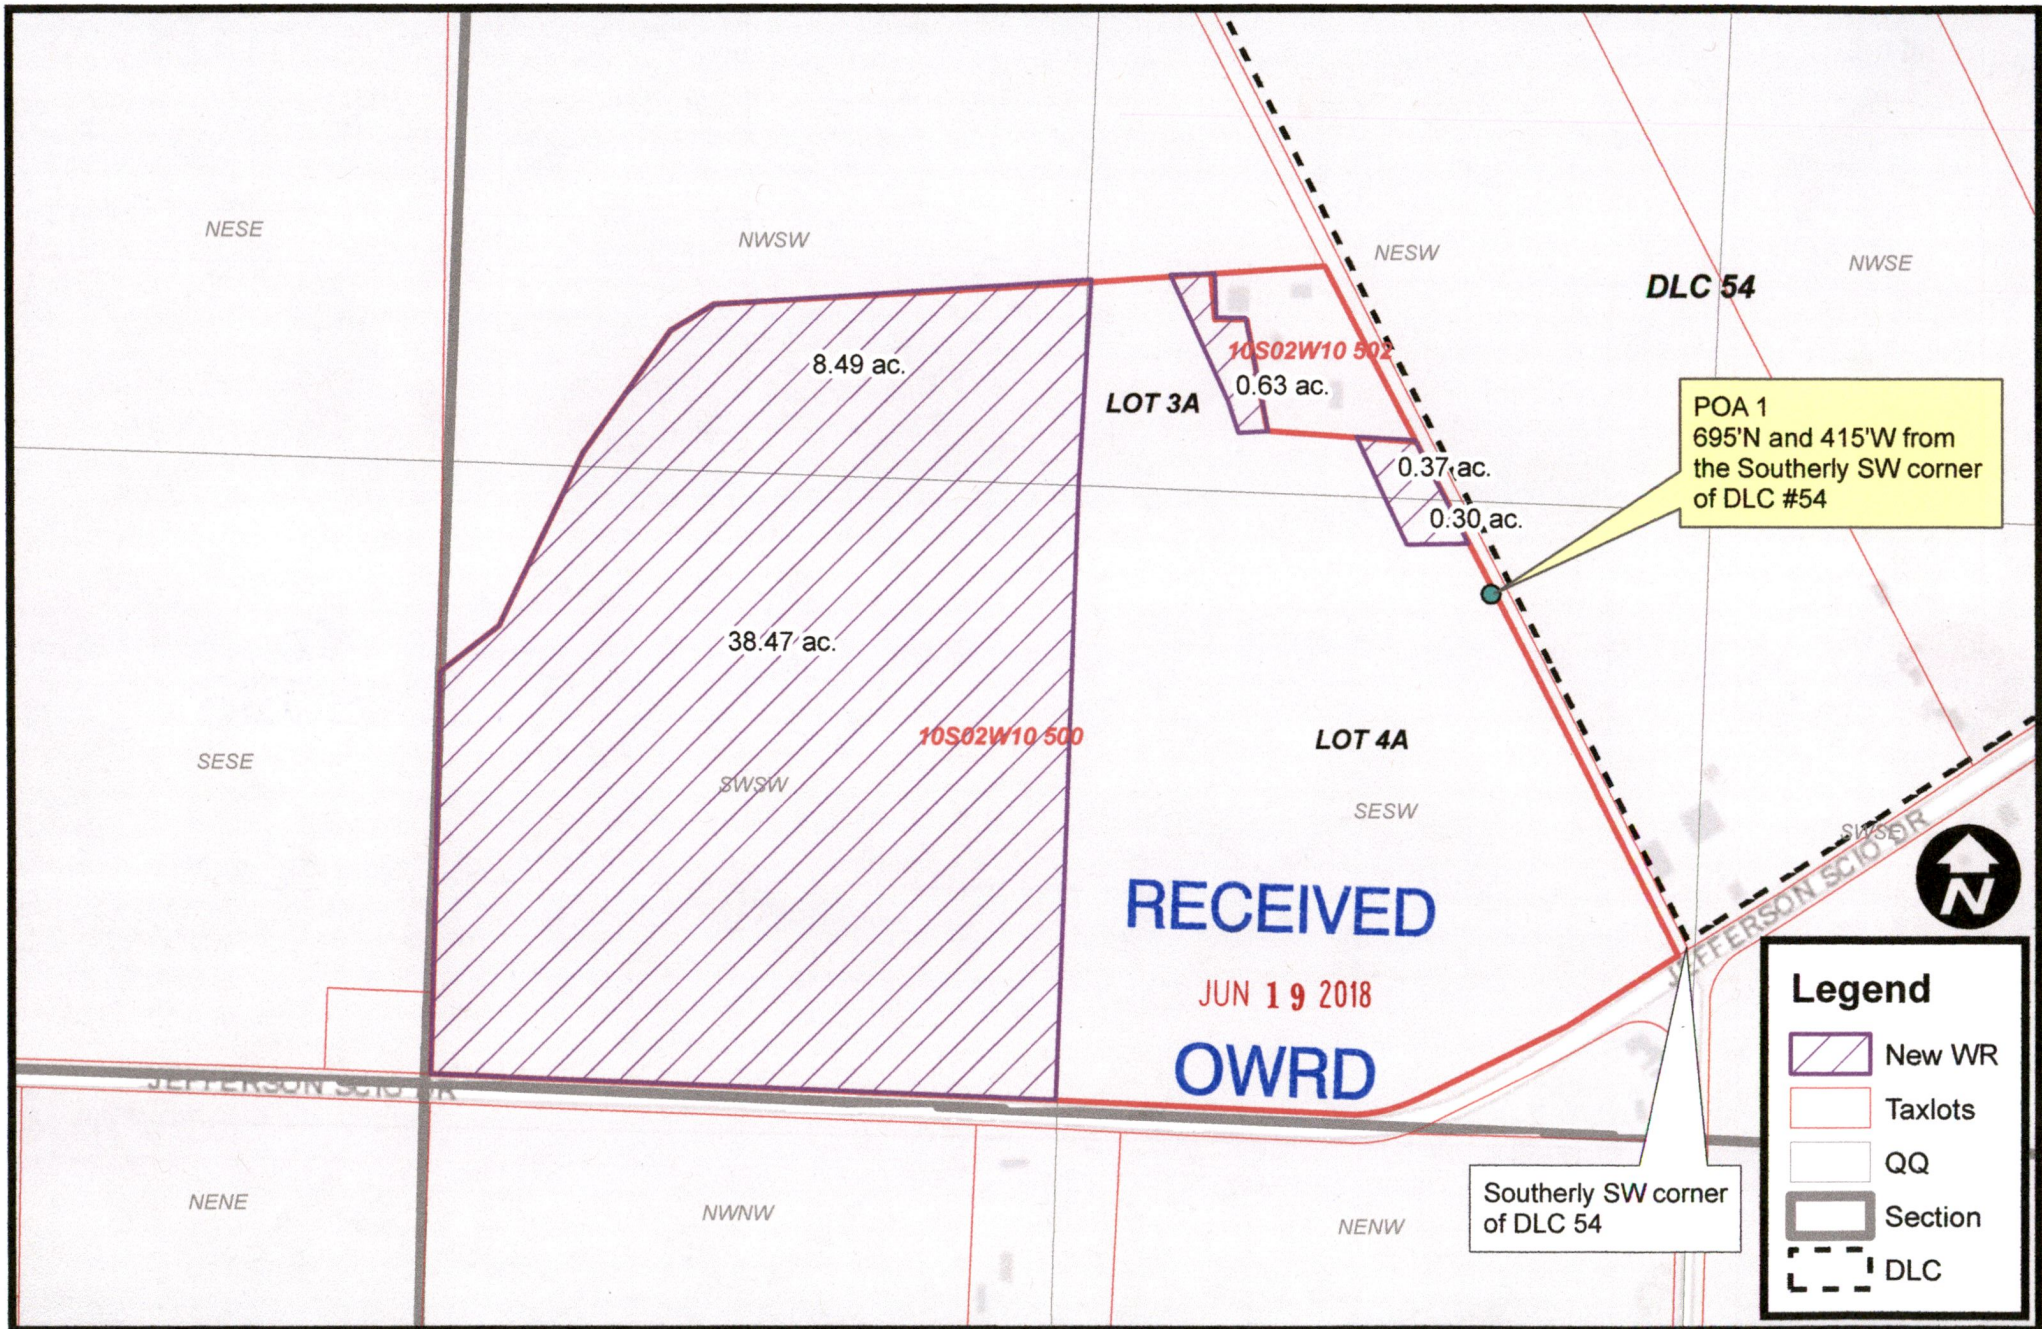 NESE
NWSW
NESW
NWSE
DLC 54
8.49 ac.
10S02W10 502
0.63 ac.
LOT 3A
POA 1
695'N and 415'W from
the Southerly SW corner
of DLC #54
0.37 ac.
0.30 ac.
38.47 ac.
10S02W10 500
LOT 4A
SESE
SWSW
SESW
SWSE
JEFFERSON SCIO DR
N
RECEIVED
JUN 19 2018
OWRD
JEFFERSON SCIO DR
Legend
New WR
Taxlots
QQ
Section
DLC
Southerly SW corner
of DLC 54
NENE
NWNW
NENW